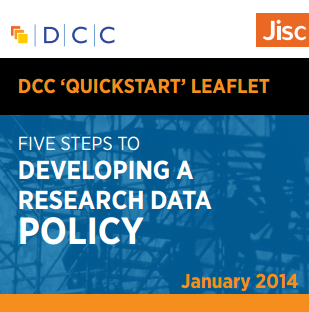 DCC
Jisc
DCC ‘QUICKSTART’ LEAFLET
FIVE STEPS TO
DEVELOPING A
RESEARCH DATA
POLICY
January 2014